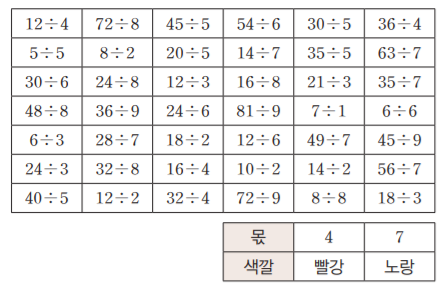 12÷4 72÷8 45÷5 54÷6 30÷5 36÷4
5÷5 8÷2 20÷5 14÷7 35÷5 63÷7
30÷6 24÷8 12÷3 16÷8 21÷3 35÷7
48÷8 36÷9 24÷6 81÷9 7÷1 6÷6
6÷3 28÷7 18÷2 12÷6 49÷7 45÷9
24÷3 32÷8 16÷4 10÷2 14÷2 56÷7
40÷5 12÷2 32÷4 72÷9 8÷8 18÷3
몫 4 7
색깔 빨강 노랑